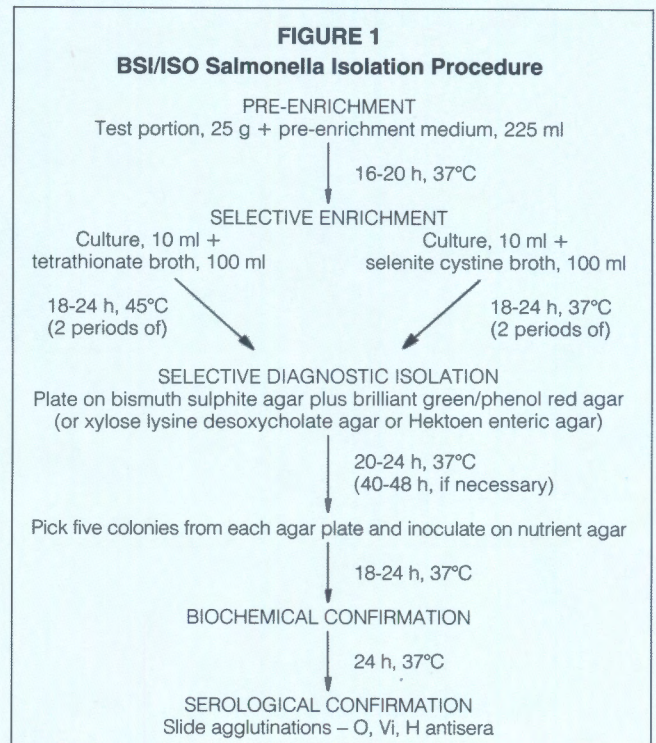 FIGURE 1
BSI/ISO Salmonella Isolation Procedure
PRE-ENRICHMENT
Test portion, 25 g + pre-enrichment medium, 225 ml
16-20 h, 37°C
SELECTIVE ENRICHMENT
Culture, 10 ml +
tetrathionate broth, 100 ml
Culture, 10 ml +
selenite cystine broth, 100 ml
18-24 h, 45°C
(2 periods of)
18-24 h, 37°C
(2 periods of)
SELECTIVE DIAGNOSTIC ISOLATION
Plate on bismuth sulphite agar plus brilliant green/phenol red agar
(or xylose lysine desoxycholate agar or Hektoen enteric agar)
20-24 h, 37°C
(40-48 h, if necessary)
Pick five colonies from each agar plate and inoculate on nutrient agar
18-24 h, 37°C
BIOCHEMICAL CONFIRMATION
24 h, 37°C
SEROLOGICAL CONFIRMATION
Slide agglutinations – O, Vi, H antisera